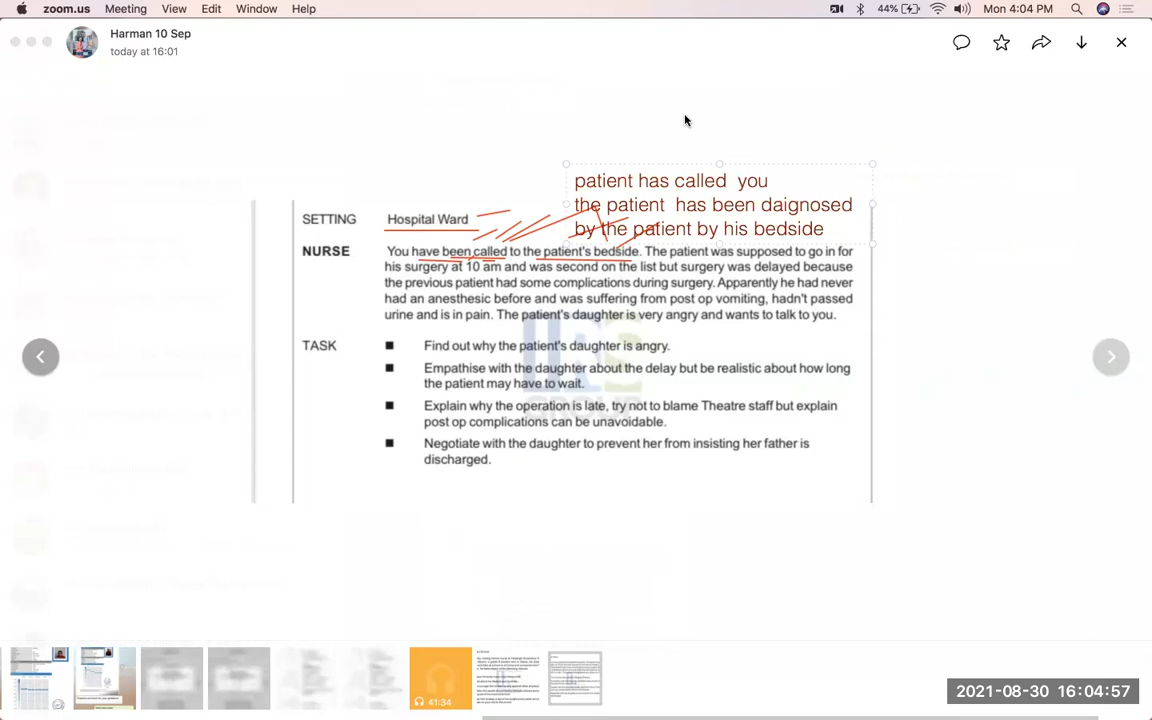 zoom.us Meeting View Edit Window Help 44% Mon 4:04 PM
Harman 10 Sep
today at 16:01
patient has called you
the patient has been daignosed
by the patient by his bedside
SETTING Hospital Ward
NURSE You have been called to the patient's bedside. The patient was supposed to go in for
his surgery at 10 am and was second on the list but surgery was delayed because
the previous patient had some complications during surgery. Apparently he had never
had an anesthesic before and was suffering from post op vomiting, hadn't passed
urine and is in pain. The patient's daughter is very angry and wants to talk to you.
TASK ■ Find out why the patient's daughter is angry.
■ Empathise with the daughter about the delay but be realistic about how long
the patient may have to wait.
■ Explain why the operation is late, try not to blame Theatre staff but explain
post op complications can be unavoidable.
■ Negotiate with the daughter to prevent her from insisting her father is
discharged.
GROUP
41:34
2021-08-30 16:04:57